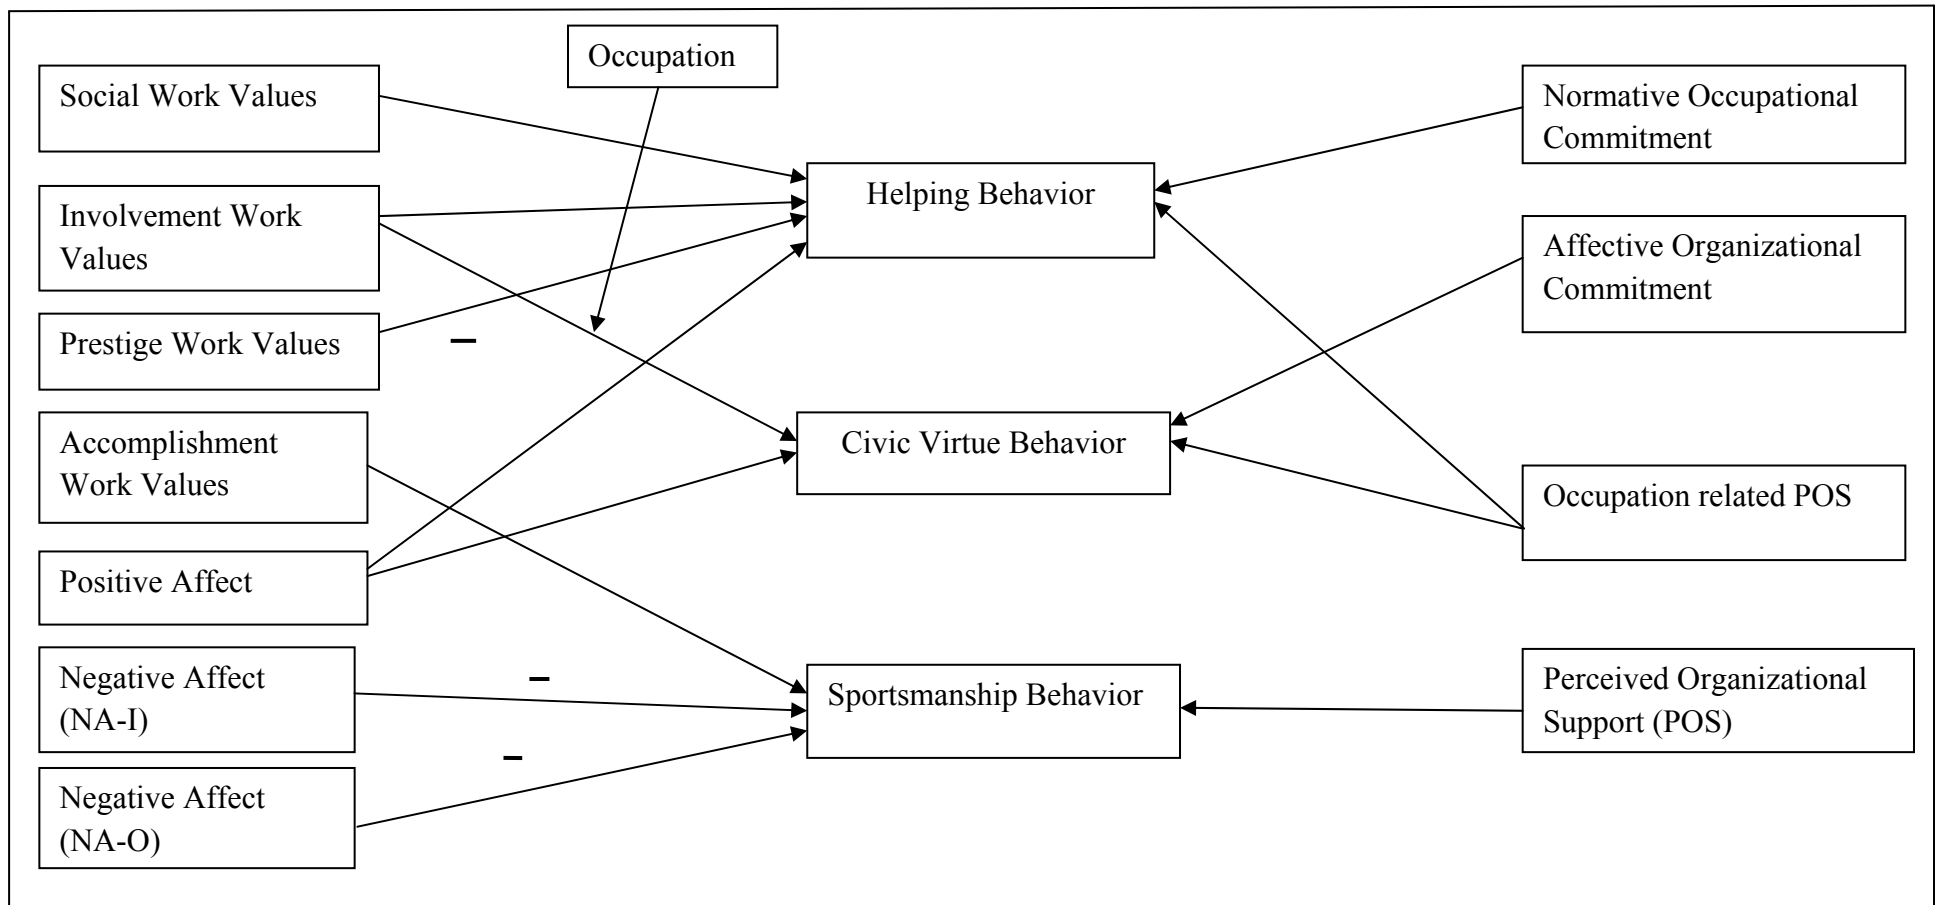 Occupation
Social Work Values
Involvement Work
Values
Prestige Work Values
–
Accomplishment
Work Values
Positive Affect
Negative Affect
(NA-I)
–
Negative Affect
(NA-O)
–
Helping Behavior
Civic Virtue Behavior
Sportsmanship Behavior
Normative Occupational
Commitment
Affective Organizational
Commitment
Occupation related POS
Perceived Organizational
Support (POS)